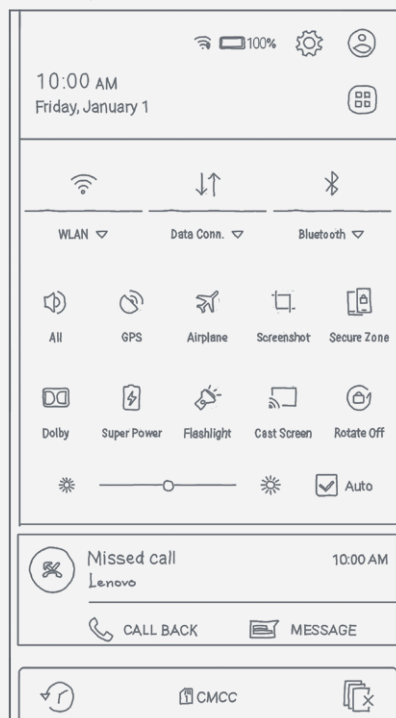 100%
10:00 AM
Friday, January 1
WLAN Data Conn. Bluetooth
All GPS Airplane Screenshot Secure Zone
Dolby Super Power Flashlight Cast Screen Rotate Off
Auto
Missed call 10:00 AM
Lenovo
CALL BACK MESSAGE
CMCC